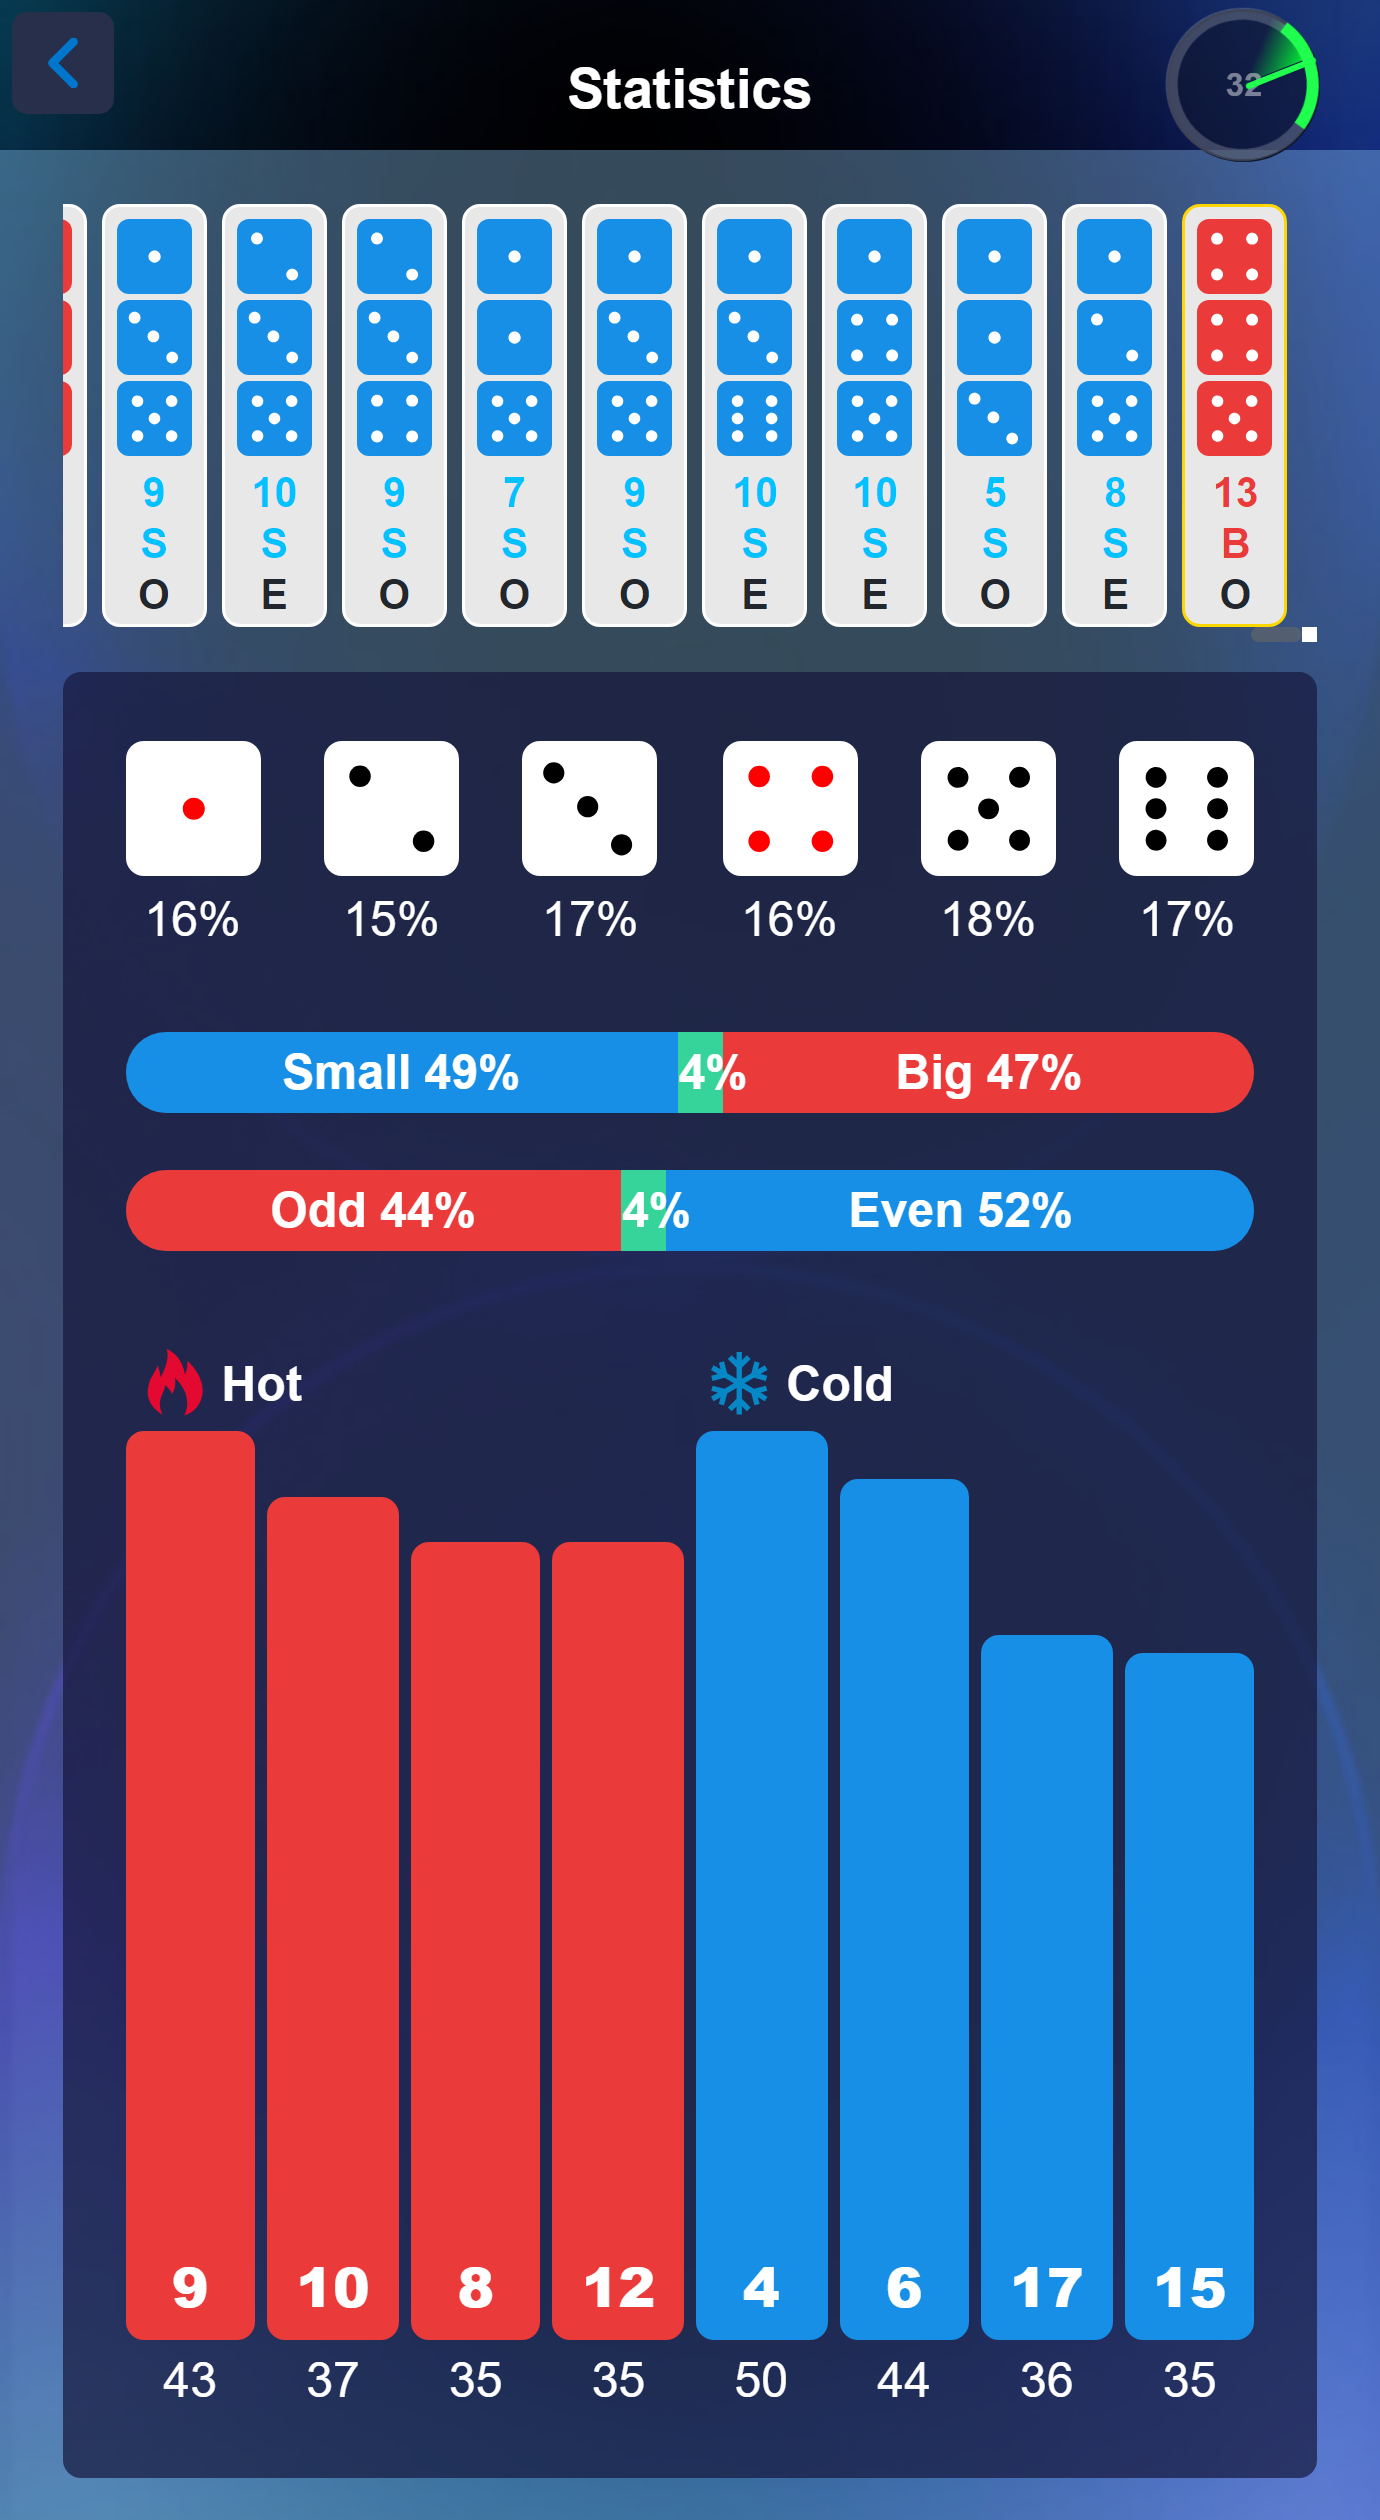 Statistics
32
9 10 9 7 9 10 10 5 8 13
S S S S S S S S S B
O E O O O E E O E O
16% 15% 17% 16% 18% 17%
Small 49% 4% Big 47%
Odd 44% 4% Even 52%
Hot Cold
9 10 8 12 4 6 17 15
43 37 35 35 50 44 36 35